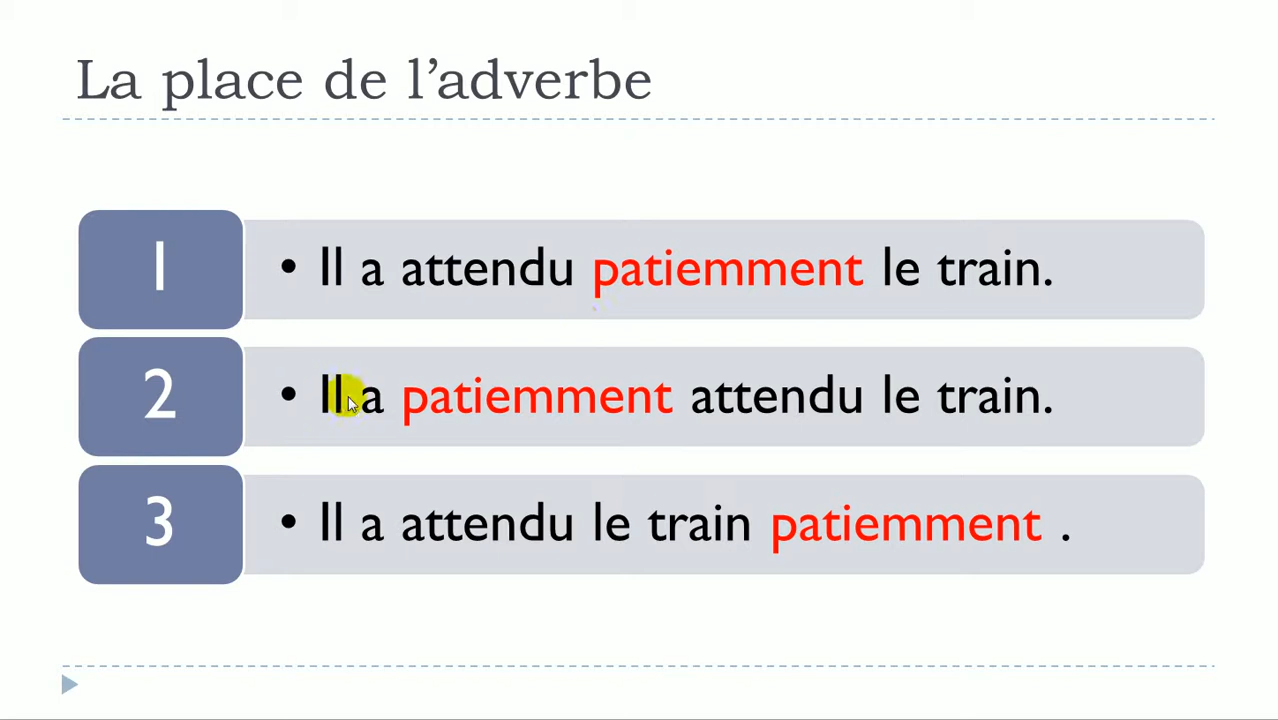 La place de l’adverbe
1
• Il a attendu patiemment le train.
2
• Il a patiemment attendu le train.
3
• Il a attendu le train patiemment .